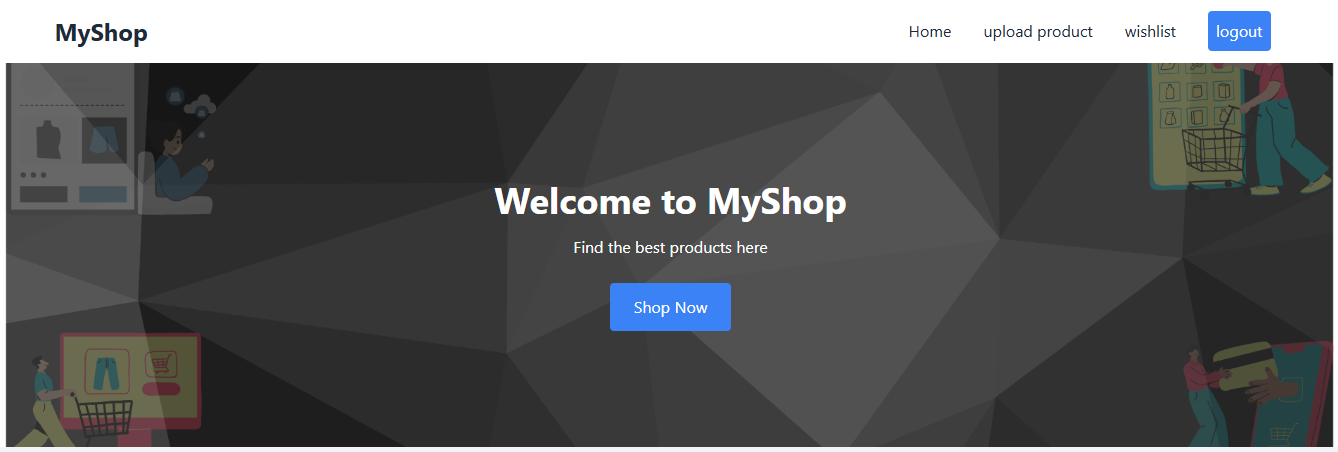 MyShop
Home upload product wishlist logout
Welcome to MyShop
Find the best products here
Shop Now